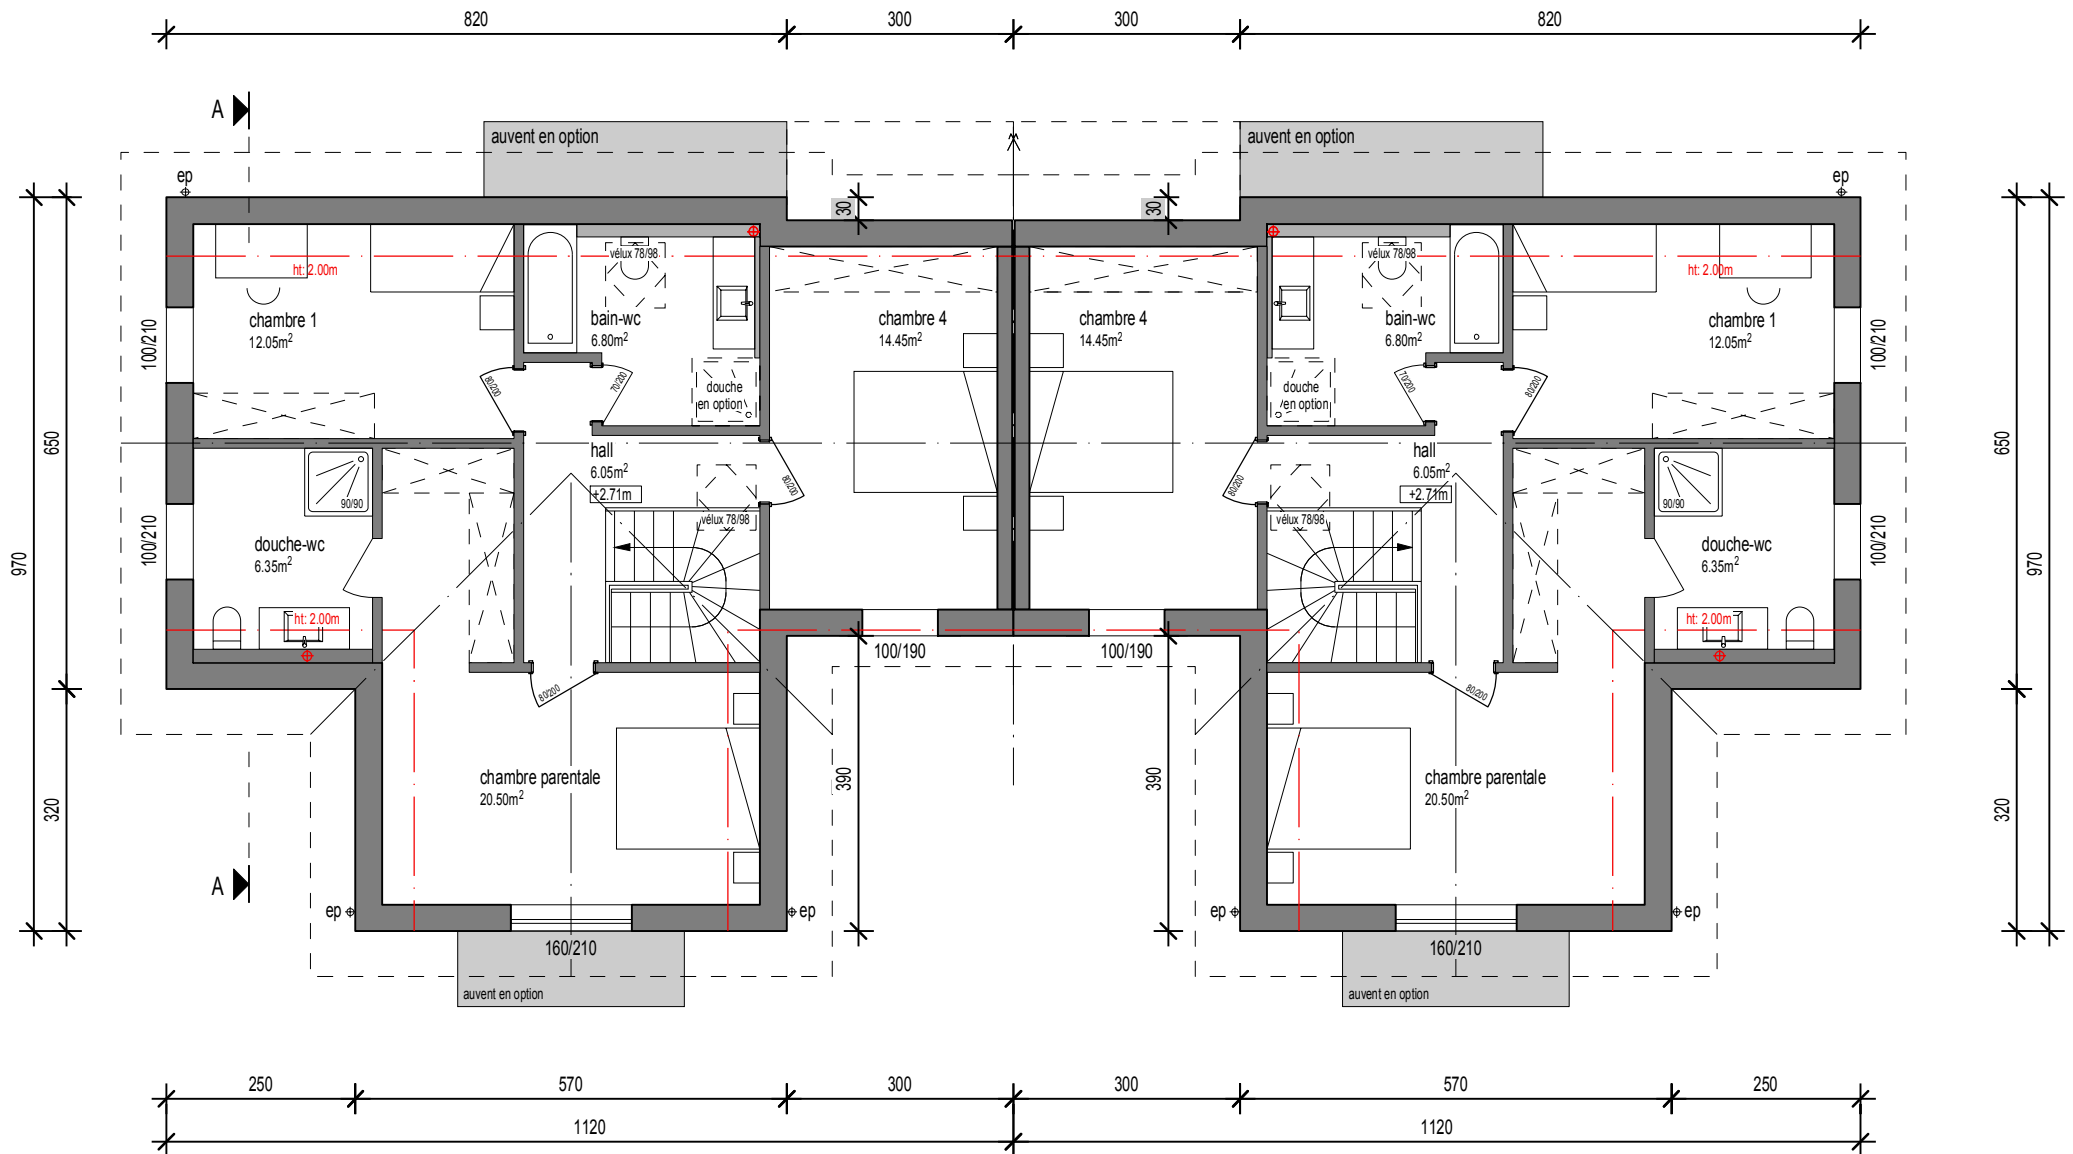 820
300
300
820
A
auvent en option
auvent en option
ep
ep
30
30
vélux 78/98
vélux 78/98
ht: 2.00m
ht: 2.00m
chambre 1
12.05m²
bain-wc
6.80m²
chambre 4
14.45m²
chambre 4
14.45m²
bain-wc
6.80m²
chambre 1
12.05m²
100/210
100/210
80/200
70/200
douche
en option
douche
en option
70/200
80/200
650
650
hall
6.05m²
+2.71m
hall
6.05m²
+2.71m
80/200
80/200
90/90
90/90
vélux 78/98
vélux 78/98
970
970
100/210
100/210
douche-wc
6.35m²
douche-wc
6.35m²
ht: 2.00m
ht: 2.00m
100/190
100/190
80/200
80/200
chambre parentale
20.50m²
chambre parentale
20.50m²
390
390
320
320
A
ep
ep
ep
ep
160/210
160/210
auvent en option
auvent en option
250
570
300
300
570
250
1120
1120